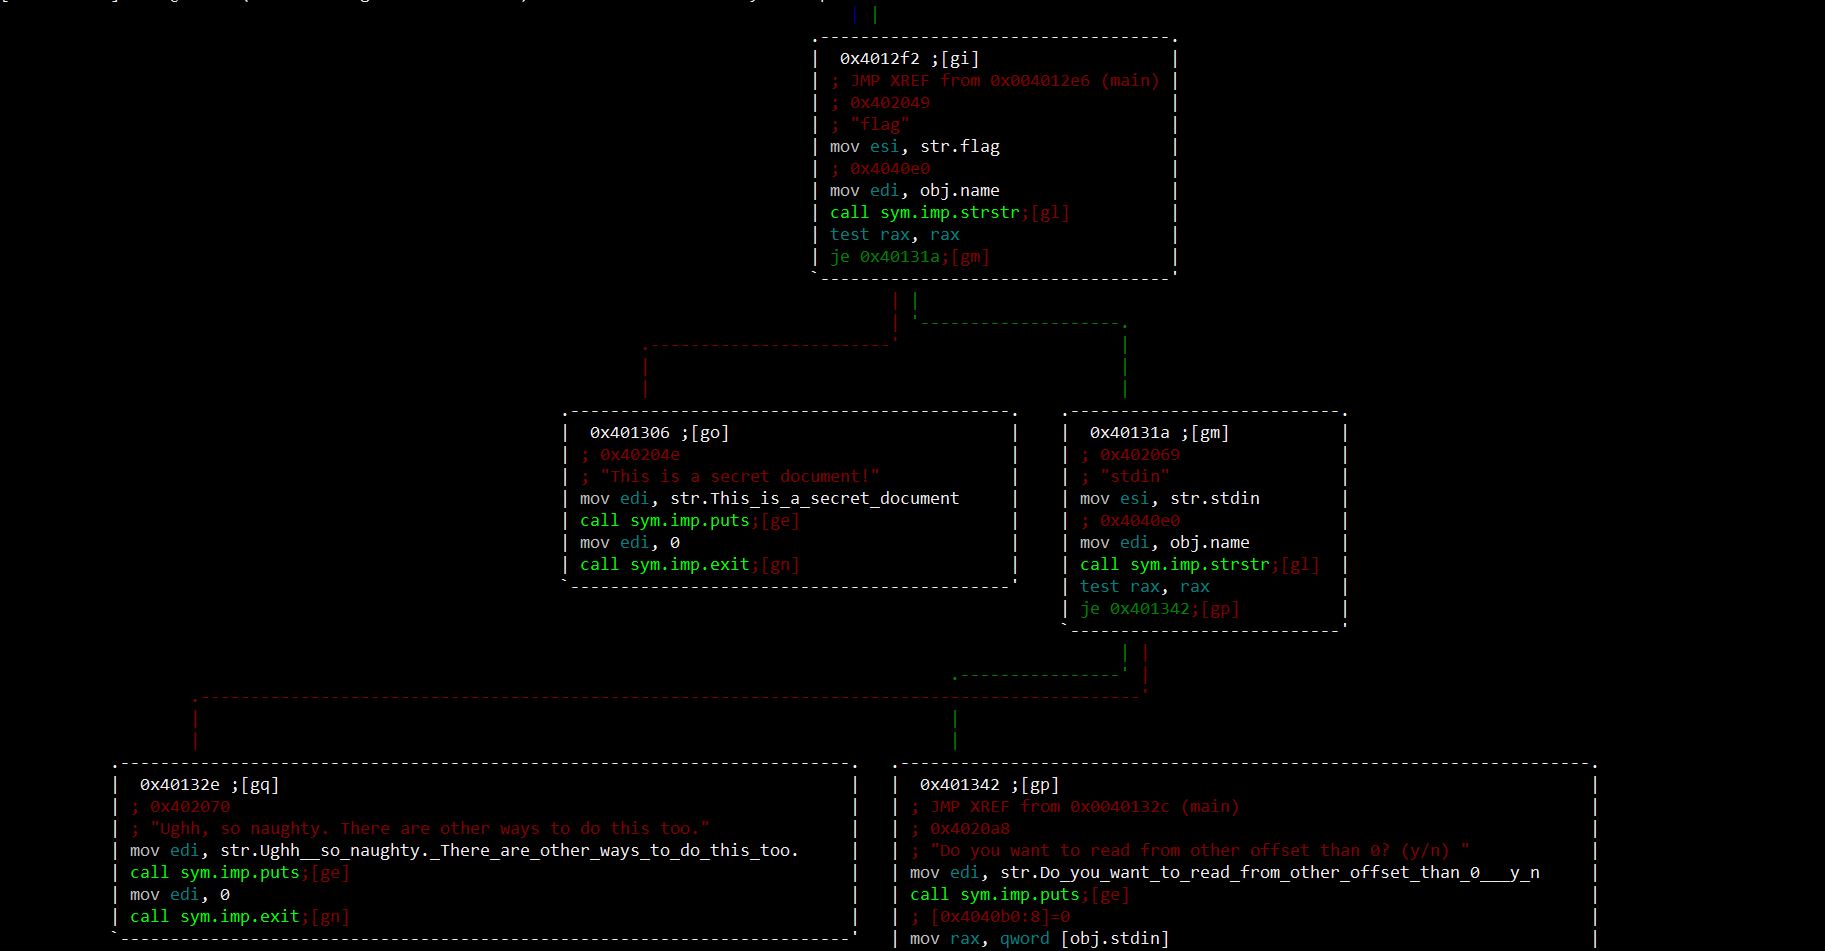 0x4012f2 ;[gi]
; JMP XREF from 0x004012e6 (main)
; 0x402049
; "flag"
mov esi, str.flag
; 0x4040e0
mov edi, obj.name
call sym.imp.strstr;[gl]
test rax, rax
je 0x40131a;[gm]
0x401306 ;[go]
; 0x40204e
; "This is a secret document!"
mov edi, str.This_is_a_secret_document
call sym.imp.puts;[ge]
mov edi, 0
call sym.imp.exit;[gn]
0x40131a ;[gm]
; 0x402069
; "stdin"
mov esi, str.stdin
; 0x4040e0
mov edi, obj.name
call sym.imp.strstr;[gl]
test rax, rax
je 0x401342;[gp]
0x40132e ;[gq]
; 0x402070
; "Ughh, so naughty. There are other ways to do this too."
mov edi, str.Ughh__so_naughty._There_are_other_ways_to_do_this_too.
call sym.imp.puts;[ge]
mov edi, 0
call sym.imp.exit;[gn]
0x401342 ;[gp]
; JMP XREF from 0x0040132c (main)
; 0x4020a8
; "Do you want to read from other offset than 0? (y/n) "
mov edi, str.Do_you_want_to_read_from_other_offset_than_0___y_n
call sym.imp.puts;[ge]
; [0x4040b0:8]=0
mov rax, qword [obj.stdin]